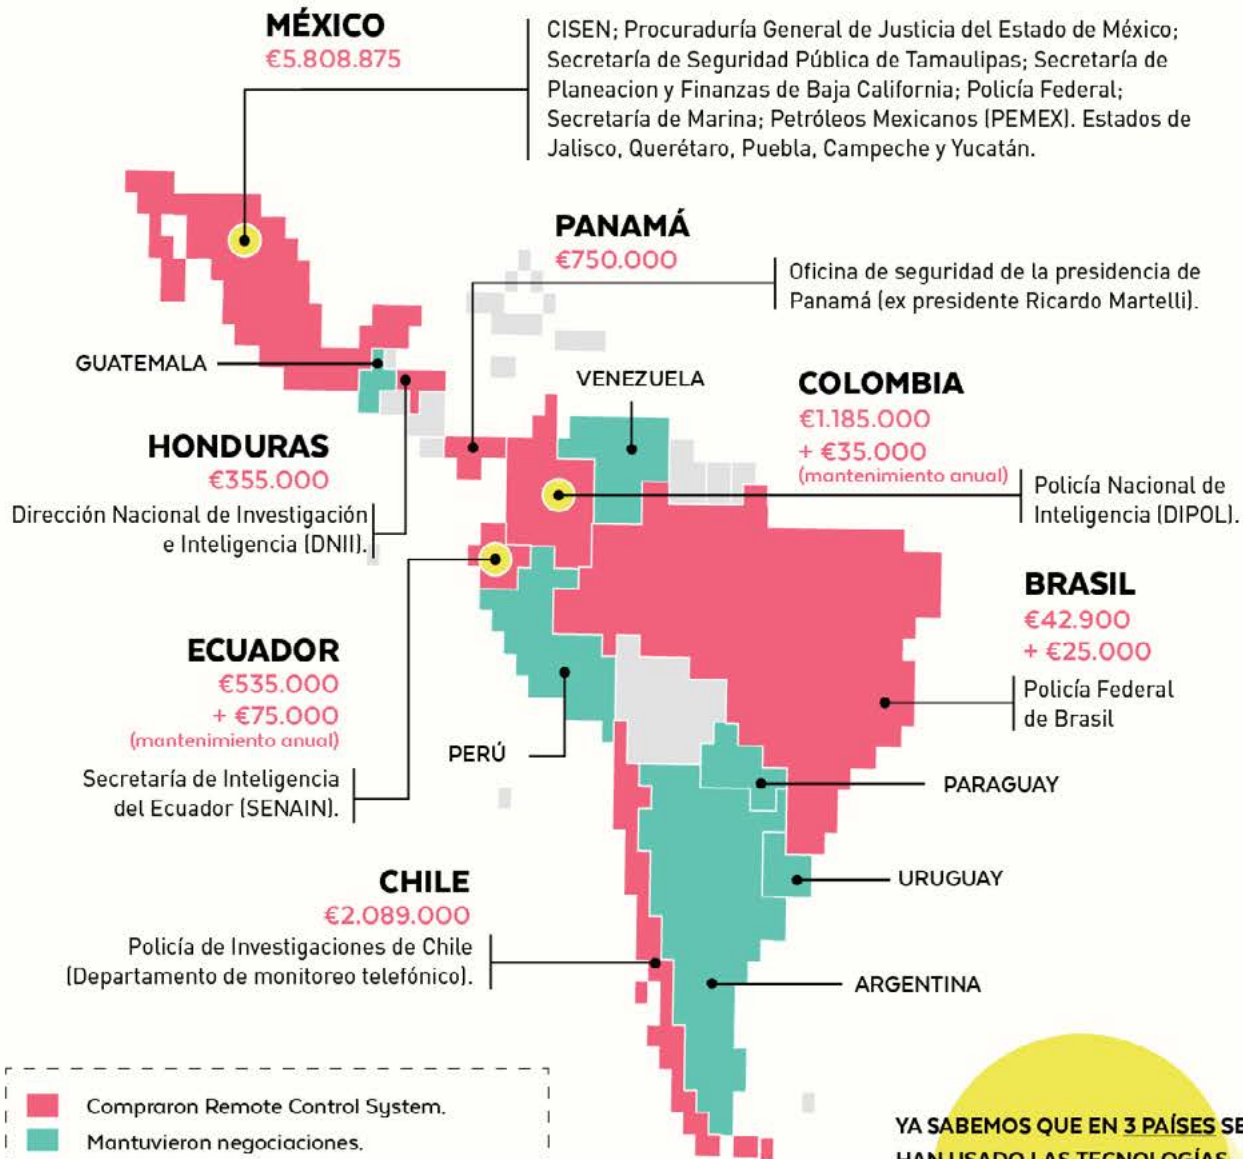 MÉXICO
€5.808.875
CISEN; Procuraduría General de Justicia del Estado de México;
Secretaría de Seguridad Pública de Tamaulipas; Secretaría de
Planeacion y Finanzas de Baja California; Policía Federal;
Secretaría de Marina; Petróleos Mexicanos (PEMEX). Estados de
Jalisco, Querétaro, Puebla, Campeche y Yucatán.
PANAMÁ
€750.000
Oficina de seguridad de la presidencia de
Panamá (ex presidente Ricardo Martelli).
GUATEMALA
VENEZUELA
COLOMBIA
€1.185.000
+ €35.000
(mantenimiento anual)
Policía Nacional de
Inteligencia (DIPOL).
HONDURAS
€355.000
Dirección Nacional de Investigación
e Inteligencia (DNII).
BRASIL
€42.900
+ €25.000
Policía Federal
de Brasil
ECUADOR
€535.000
+ €75.000
(mantenimiento anual)
Secretaría de Inteligencia
del Ecuador (SENAIN).
PERÚ
PARAGUAY
URUGUAY
CHILE
€2.089.000
Policía de Investigaciones de Chile
(Departamento de monitoreo telefónico).
ARGENTINA
Compraron Remote Control System.
Mantuvieron negociaciones.
YA SABEMOS QUE EN 3 PAÍSES SE
HAN USADO LAS TECNOLOGÍAS